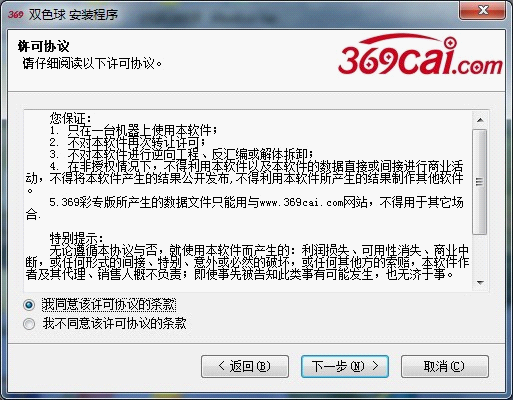 369 双色球 安装程序
许可协议
请仔细阅读以下许可协议。
369cai.com
您保证：
1. 只在一台机器上使用本软件；
2. 不对本软件再次转让许可；
3. 不对本软件进行逆向工程、反汇编或解体拆卸；
4. 在非授权情况下，不得利用本软件以及本软件的数据直接或间接进行商业活
动，不得将本软件产生的结果公开发布,不得利用本软件所产生的结果制作其他软件
。
5.369彩专版所产生的数据文件只能用与www.369cai.com网站，不得用于其它场
合.
特别提示：
无论遵循本协议与否，就使用本软件而产生的：利润损失、可用性消失、商业中
断，或任何形式的间接、特别、意外或必然的破坏，或任何其他方的索赔，本软件作
者及其代理、销售人概不负责；即使事先被告知此类事有可能发生，也无济于事。
我同意该许可协议的条款
我不同意该许可协议的条款
< 返回(B)
下一步(N) >
取消(C)